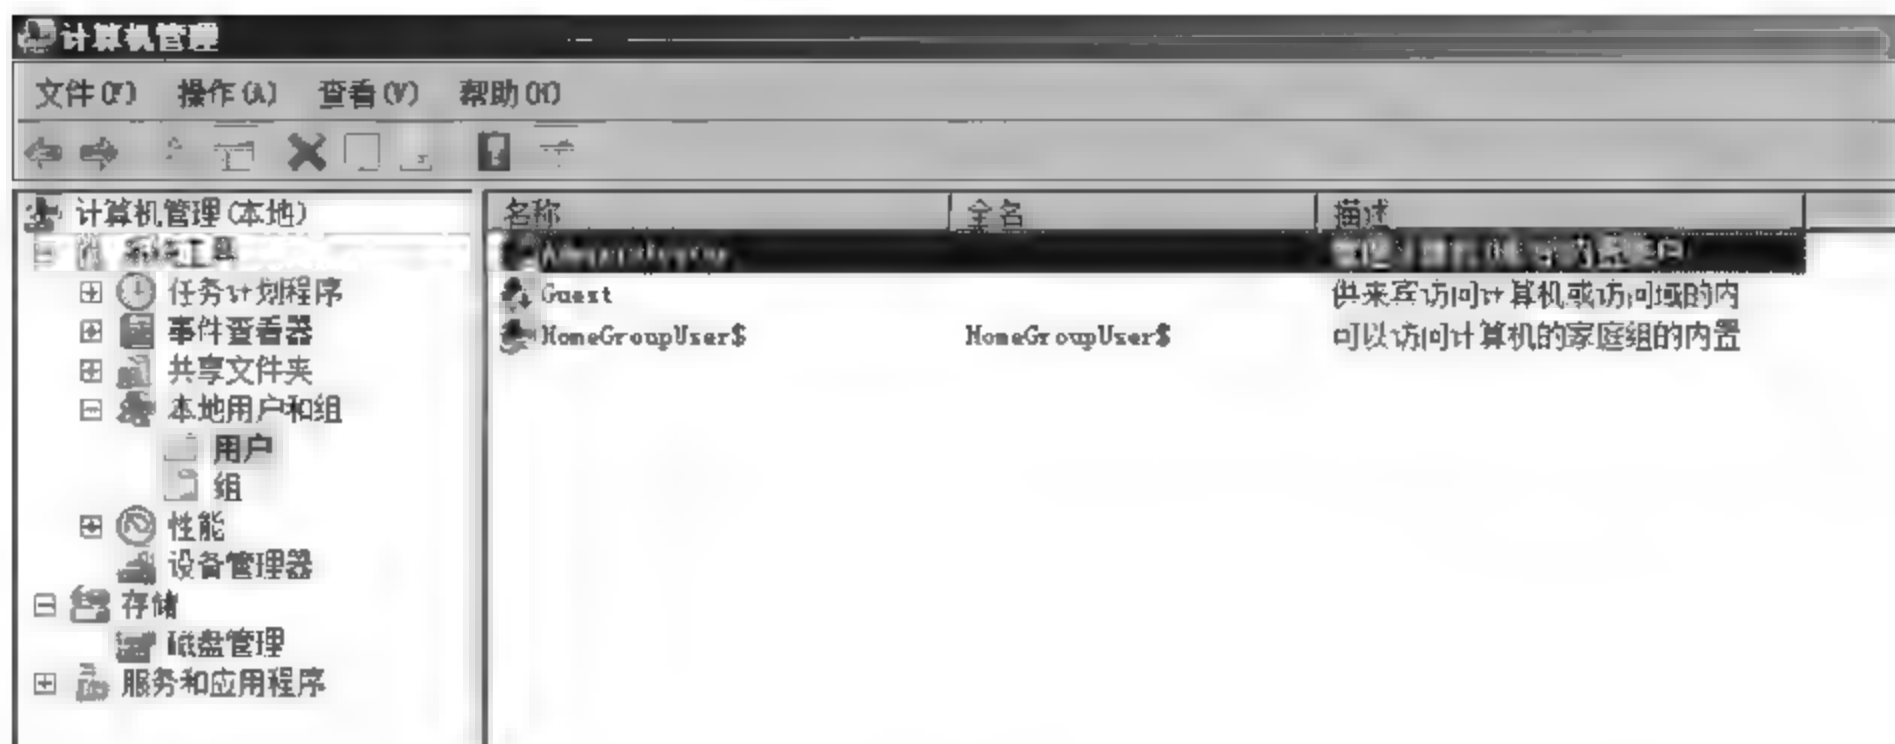 计算机管理
文件(F) 操作(A) 查看(V) 帮助(H)
计算机管理(本地)
系统工具
任务计划程序
事件查看器
共享文件夹
本地用户和组
用户
组
性能
设备管理器
存储
磁盘管理
服务和应用程序
名称 全名 描述
Guest 供来宾访问计算机或访问域的内
HomeGroupUser$ HomeGroupUser$ 可以访问计算机的家庭组的内置